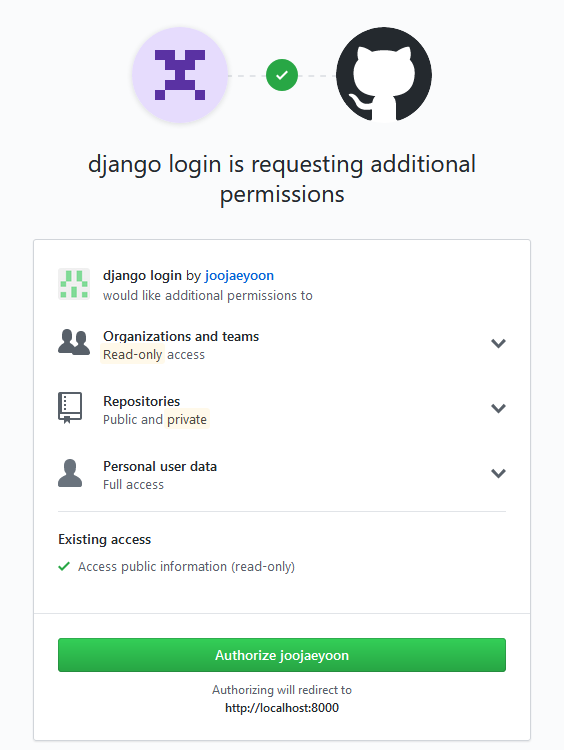 django login is requesting additional
permissions
django login by joojaeyoon
would like additional permissions to
Organizations and teams
Read-only access
Repositories
Public and private
Personal user data
Full access
Existing access
Access public information (read-only)
Authorize joojaeyoon
Authorizing will redirect to
http://localhost:8000